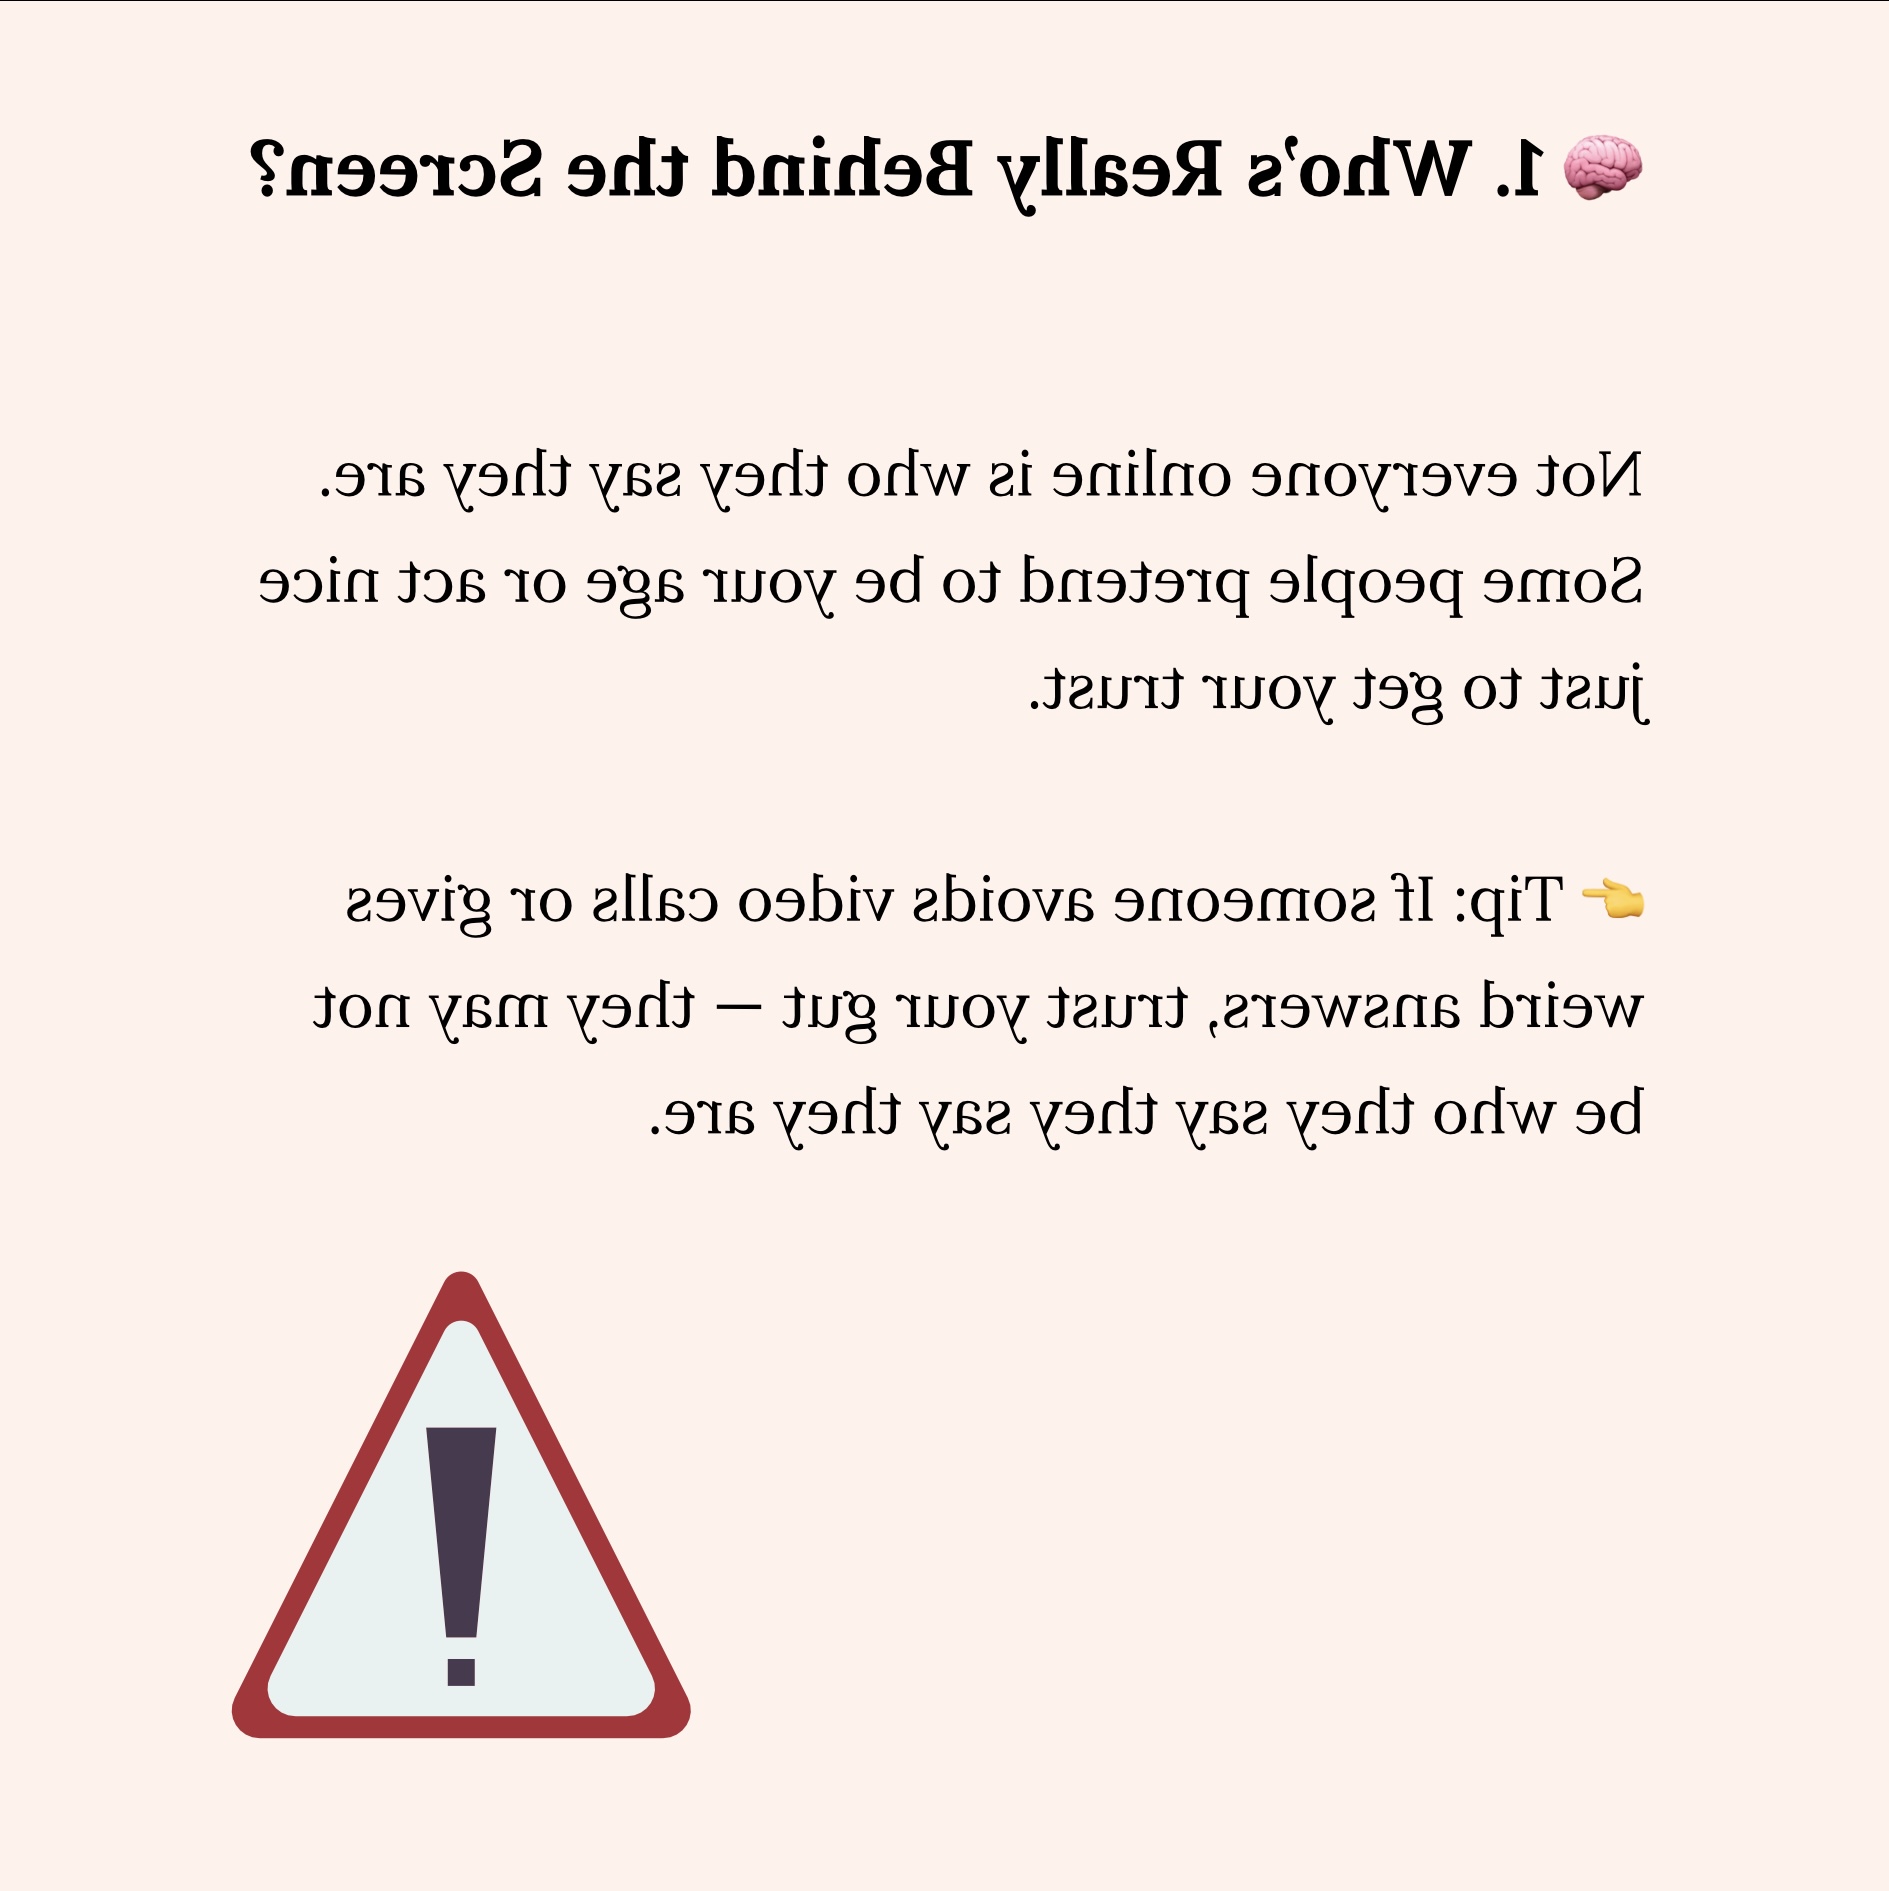 🧠 1. Who's Really Behind the Screen?
Not everyone online is who they say they are.
Some people pretend to be your age or act nice
just to get your trust.
👉 Tip: If someone avoids video calls or gives
weird answers, trust your gut — they may not
be who they say they say they are.
!